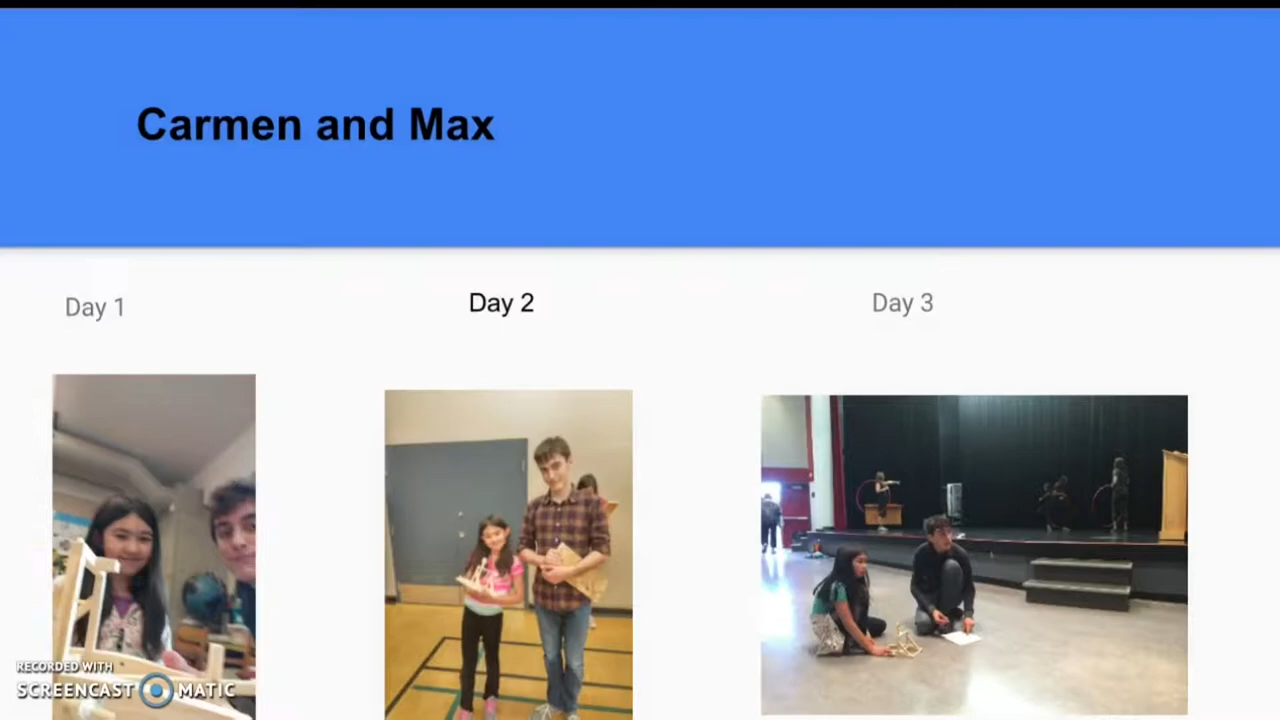 Carmen and Max
Day 1
Day 2
Day 3
RECORDED WITH
SCREENCAST MATIC